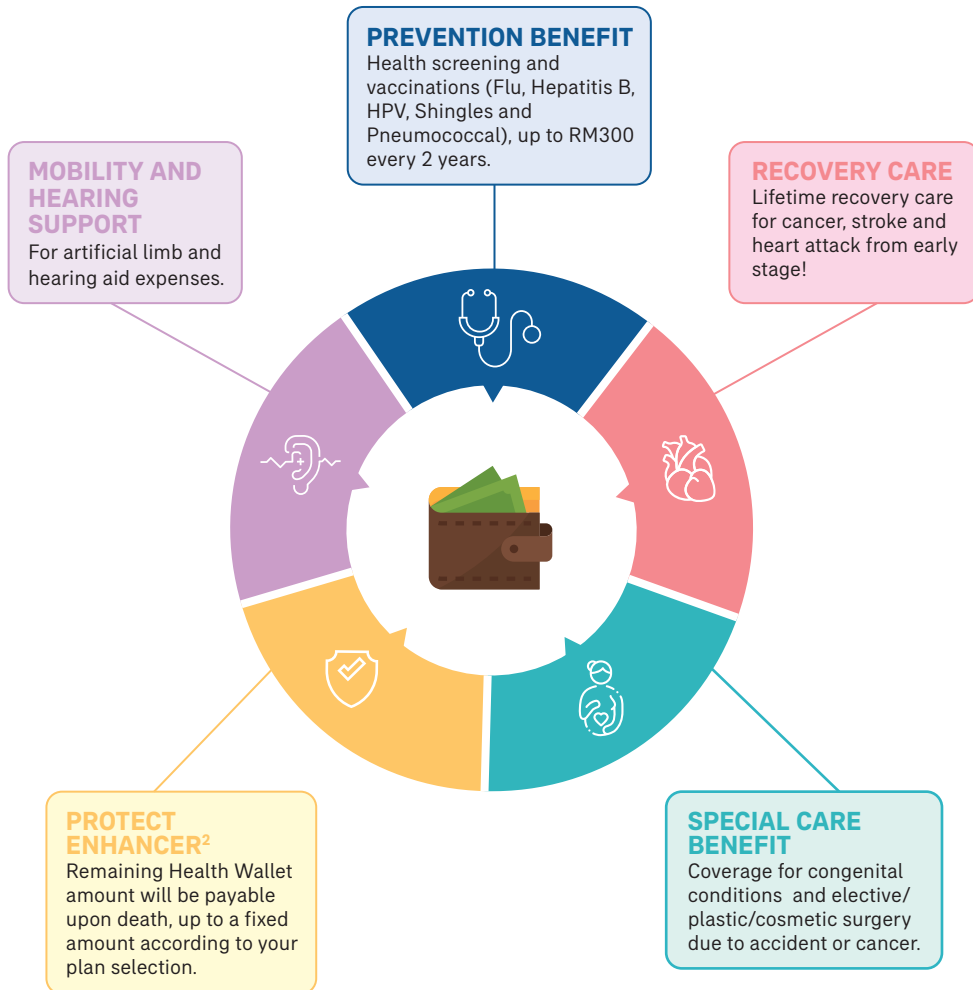 PREVENTION BENEFIT
Health screening and
vaccinations (Flu, Hepatitis B,
HPV, Shingles and
Pneumococcal), up to RM300
every 2 years.
MOBILITY AND
HEARING
SUPPORT
For artificial limb and
hearing aid expenses.
RECOVERY CARE
Lifetime recovery care
for cancer, stroke and
heart attack from early
stage!
PROTECT
ENHANCER²
Remaining Health Wallet
amount will be payable
upon death, up to a fixed
amount according to your
plan selection.
SPECIAL CARE
BENEFIT
Coverage for congenital
conditions and elective/
plastic/cosmetic surgery
due to accident or cancer.